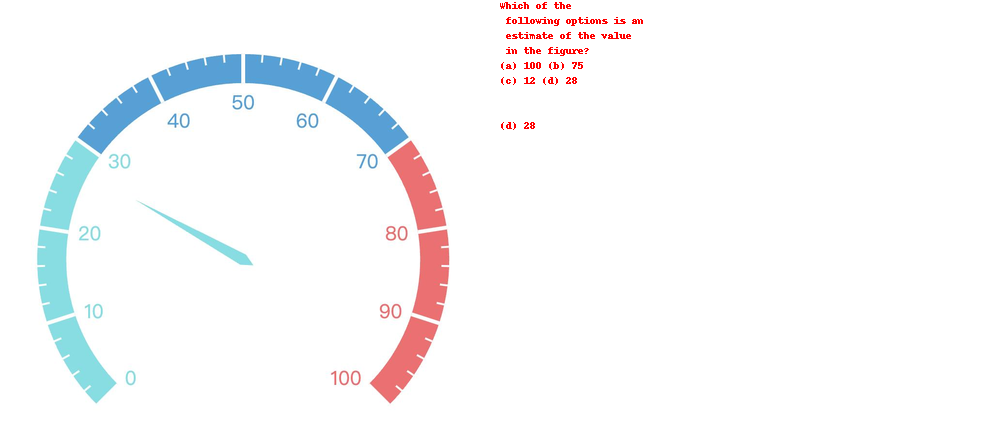 50
40
60
30
70
20
80
10
90
0
100
Which of the
following options is an
estimate of the value
in the figure?
(a) 100 (b) 75
(c) 12 (d) 28
(d) 28